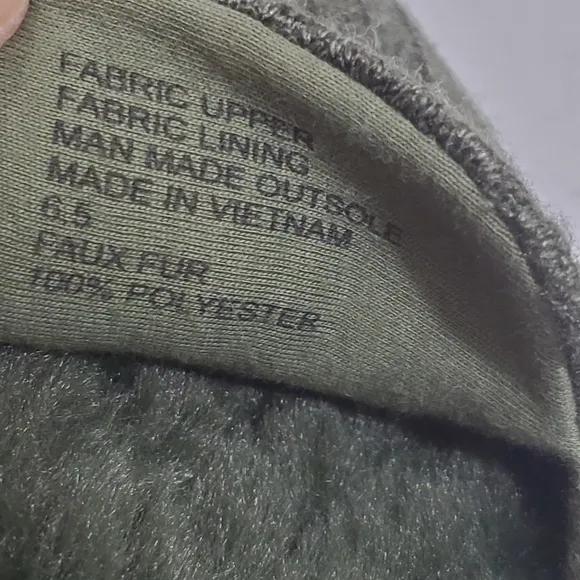 FABRIC UPPER
FABRIC LINING
MAN MADE OUTSOLE
MADE IN VIETNAM
6.5
FAUX FUR
100% POLYESTER